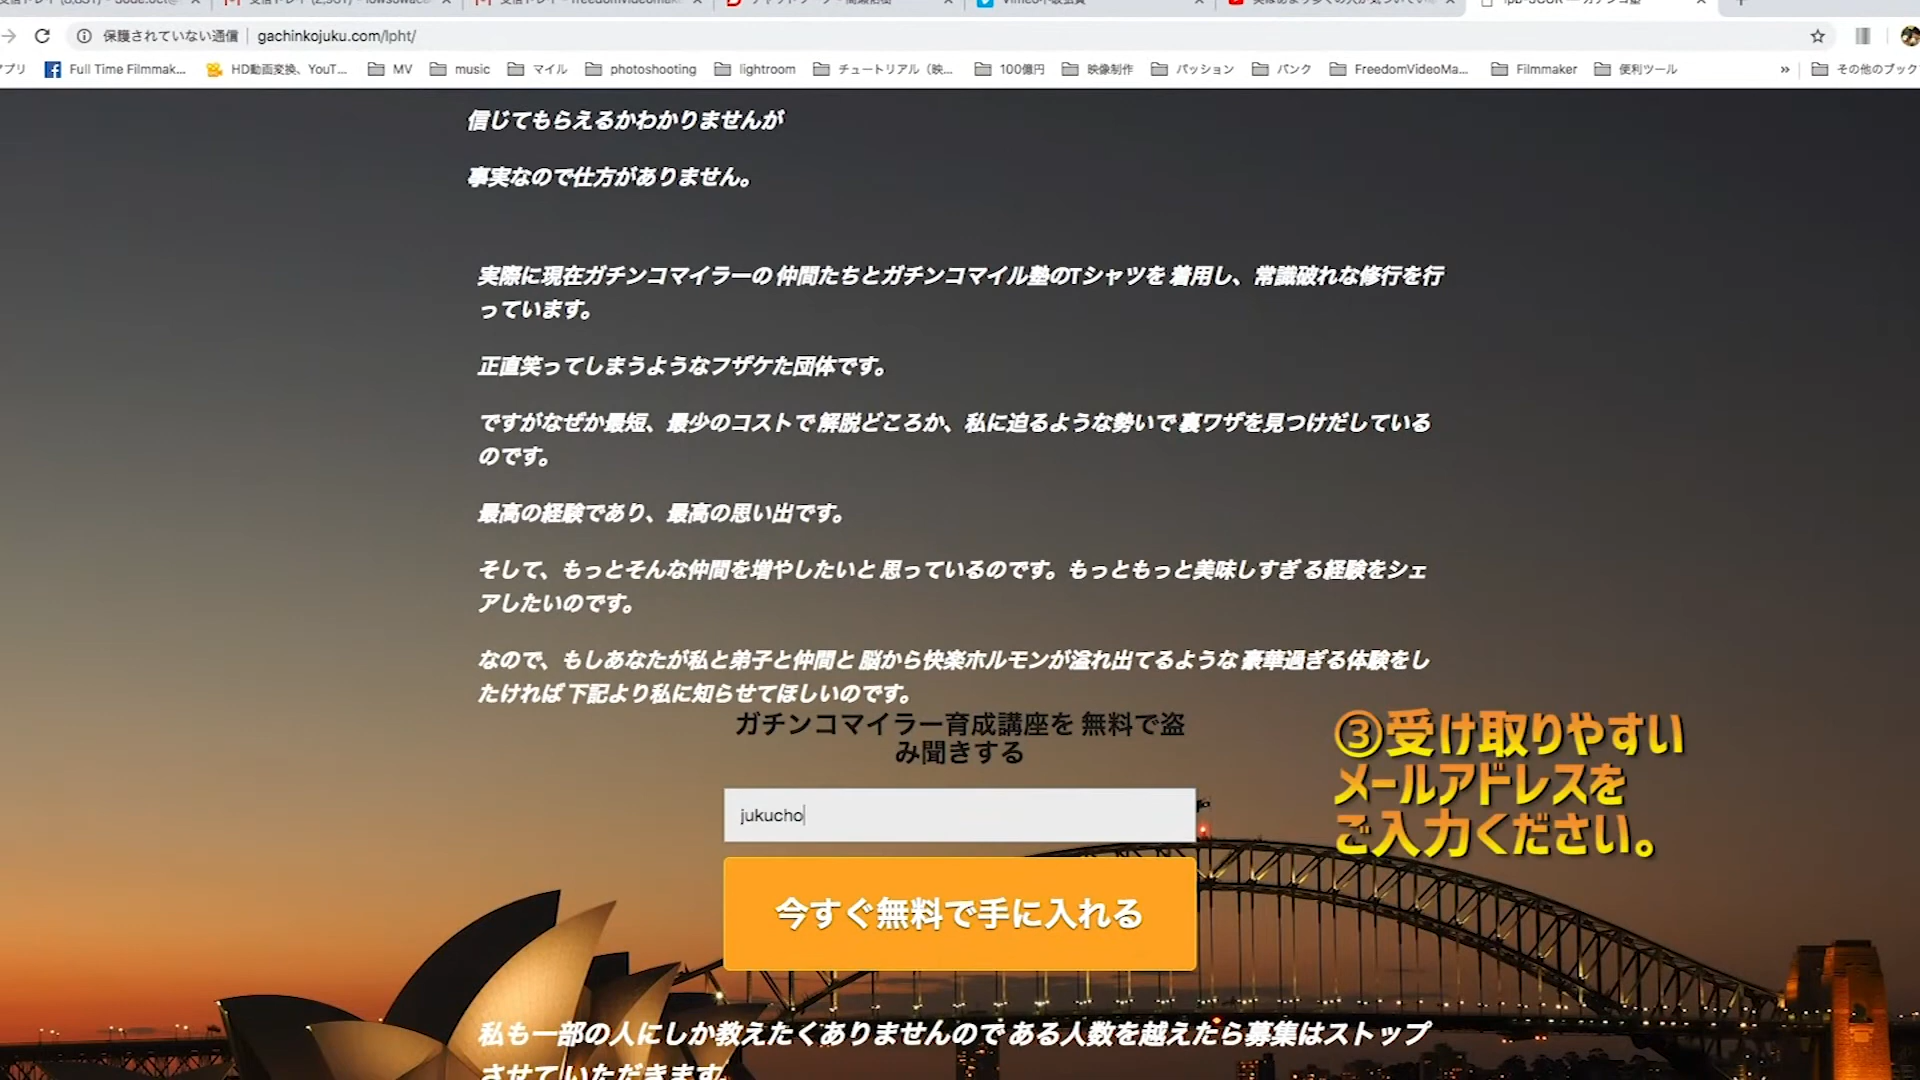 保護されていない通信
gachinkojuku.com/lpht/
Full Time Filmmak...
HD動画変換、YouT...
MV
music
マイル
photoshooting
lightroom
チュートリアル（映...
100億円
映像制作
パッション
バンク
FreedomVideoMa...
Filmmaker
便利ツール
»
その他のブック
信じてもらえるかわかりませんが
事実なので仕方がありません。
実際に現在ガチンコマイラーの 仲間たちとガチンコマイル塾のTシャツを 着用し、常識破れな修行を行
っています。
正直笑ってしまうようなフザケた団体です。
ですがなぜか最短、最少のコストで 解脱どころか、私に迫るような勢いで 裏ワザを見つけだしている
のです。
最高の経験であり、最高の思い出です。
そして、もっとそんな仲間を増やしたいと 思っているのです。もっともっと美味しすぎ る経験をシェ
アしたいのです。
なので、もしあなたが私と弟子と仲間と 脳から快楽ホルモンが溢れ出てるような 豪華過ぎる体験をし
たければ 下記より私に知らせてほしいのです。
ガチンコマイラー育成講座を 無料で盗
み聞きする
jukucho
今すぐ無料で手に入れる
③受け取りやすい
メールアドレスを
ご入力ください。
私も一部の人にしか教えたくありませんので ある人数を越えたら募集はストップ
させていただきます。